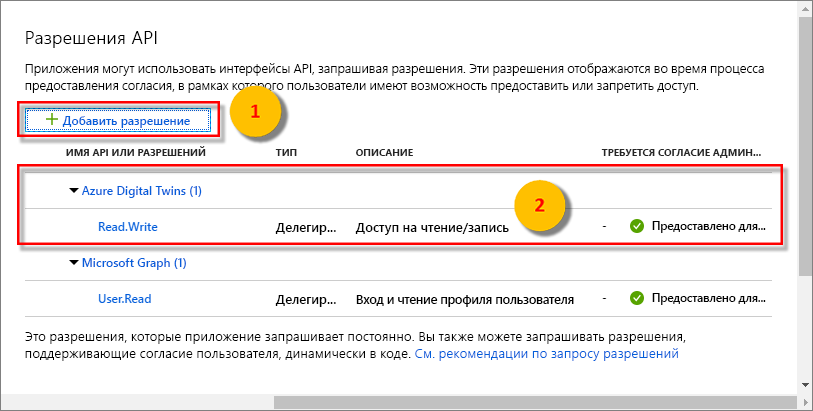 Разрешения API
Приложения могут использовать интерфейсы API, запрашивая разрешения. Эти разрешения отображаются во время процесса
предоставления согласия, в рамках которого пользователи имеют возможность предоставить или запретить доступ.
+ Добавить разрешение 1
ИМЯ API ИЛИ РАЗРЕШЕНИЙ ТИП ОПИСАНИЕ ТРЕБУЕТСЯ СОГЛАСИЕ АДМИН...
Azure Digital Twins (1) 2
Read.Write Делегир... Доступ на чтение/запись - Предоставлено для...
Microsoft Graph (1)
User.Read Делегир... Вход и чтение профиля пользователя - Предоставлено для...
Это разрешения, которые приложение запрашивает постоянно. Вы также можете запрашивать разрешения,
поддерживающие согласие пользователя, динамически в коде. См. рекомендации по запросу разрешений